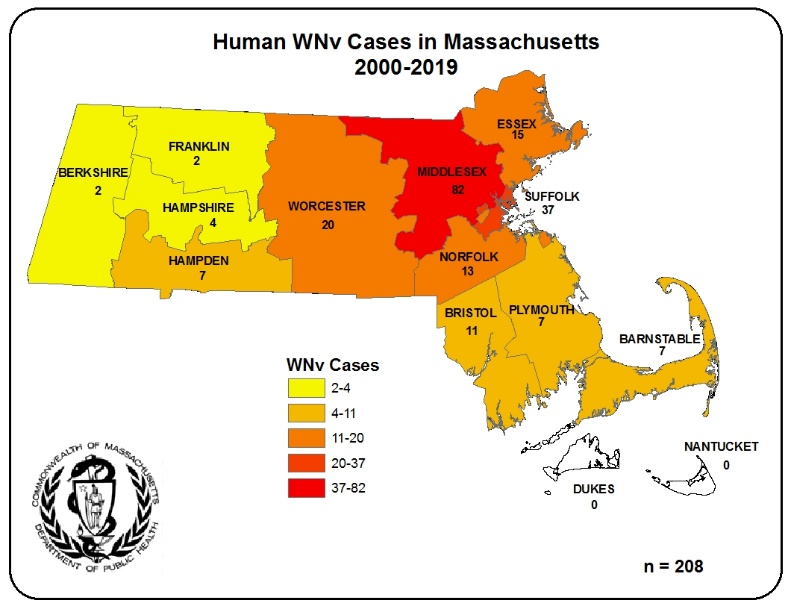 Human WNv Cases in Massachusetts
2000-2019
ESSEX
15
FRANKLIN
2
BERKSHIRE
2
MIDDLESEX
82
SUFFOLK
37
HAMPSHIRE
4
WORCESTER
20
HAMPDEN
7
NORFOLK
13
BRISTOL
11
PLYMOUTH
7
BARNSTABLE
7
WNv Cases
2-4
4-11
11-20
20-37
37-82
NANTUCKET
0
DUKES
0
COMMONWEALTH OF MASSACHUSETTS
DEPARTMENT OF PUBLIC HEALTH
n = 208